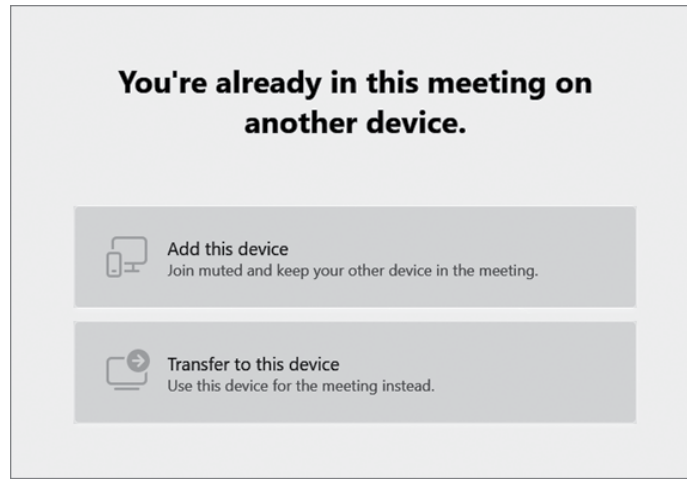 You're already in this meeting on
another device.
Add this device
Join muted and keep your other device in the meeting.
Transfer to this device
Use this device for the meeting instead.